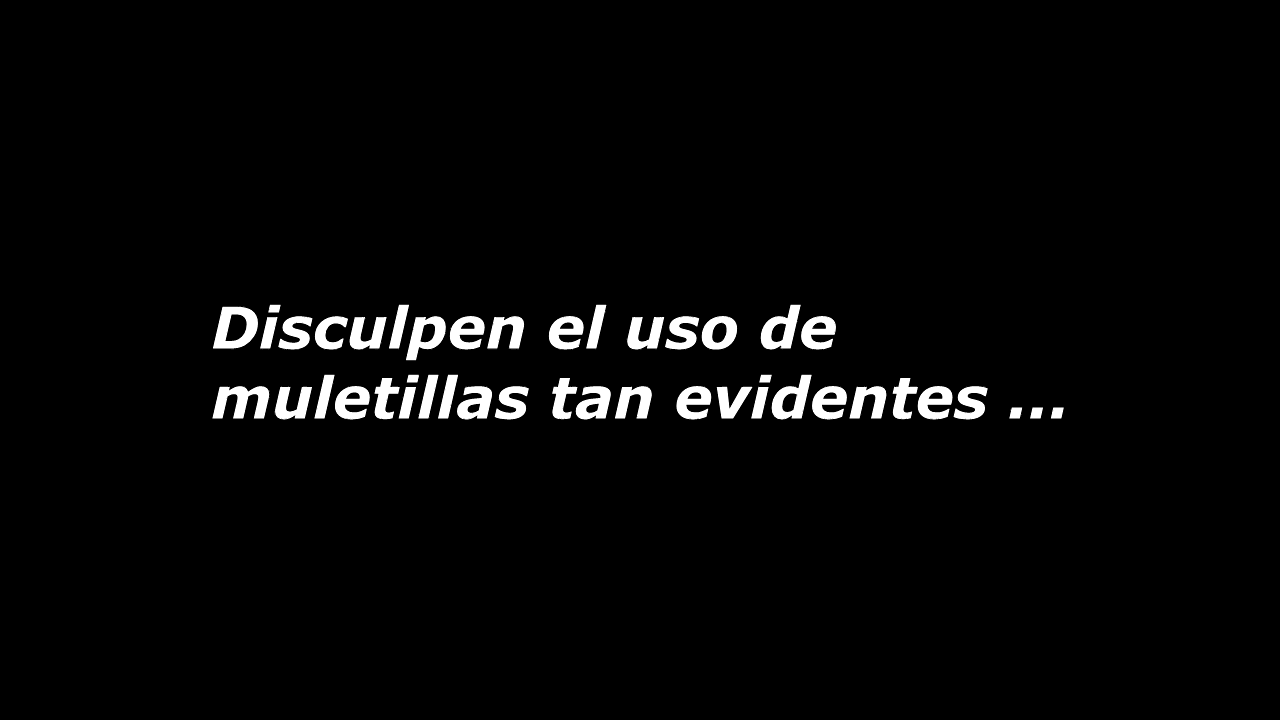 Disculpen el uso de
muletillas tan evidentes ...